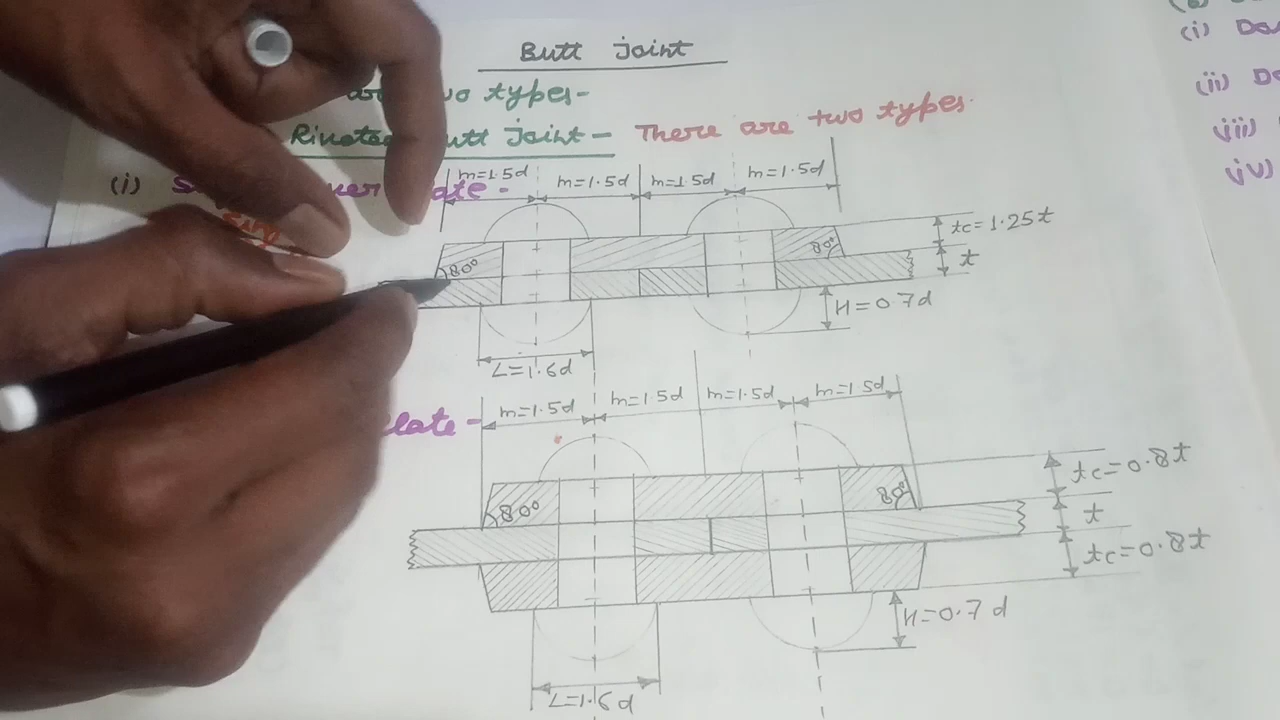 Butt joint
two types-
Riveted Butt joint - There are two types.
(i)
m=1.5d m=1.5d m=1.5d m=1.5d
80°
80°
tc=1.25t
t
H=0.7d
L=1.6d
plate-
m=1.5d m=1.5d m=1.5d m=1.5d
80°
80°
tc=0.8t
t
tc=0.8t
H=0.7d
L=1.6d
(i)
(ii)
(iii)
(iv)